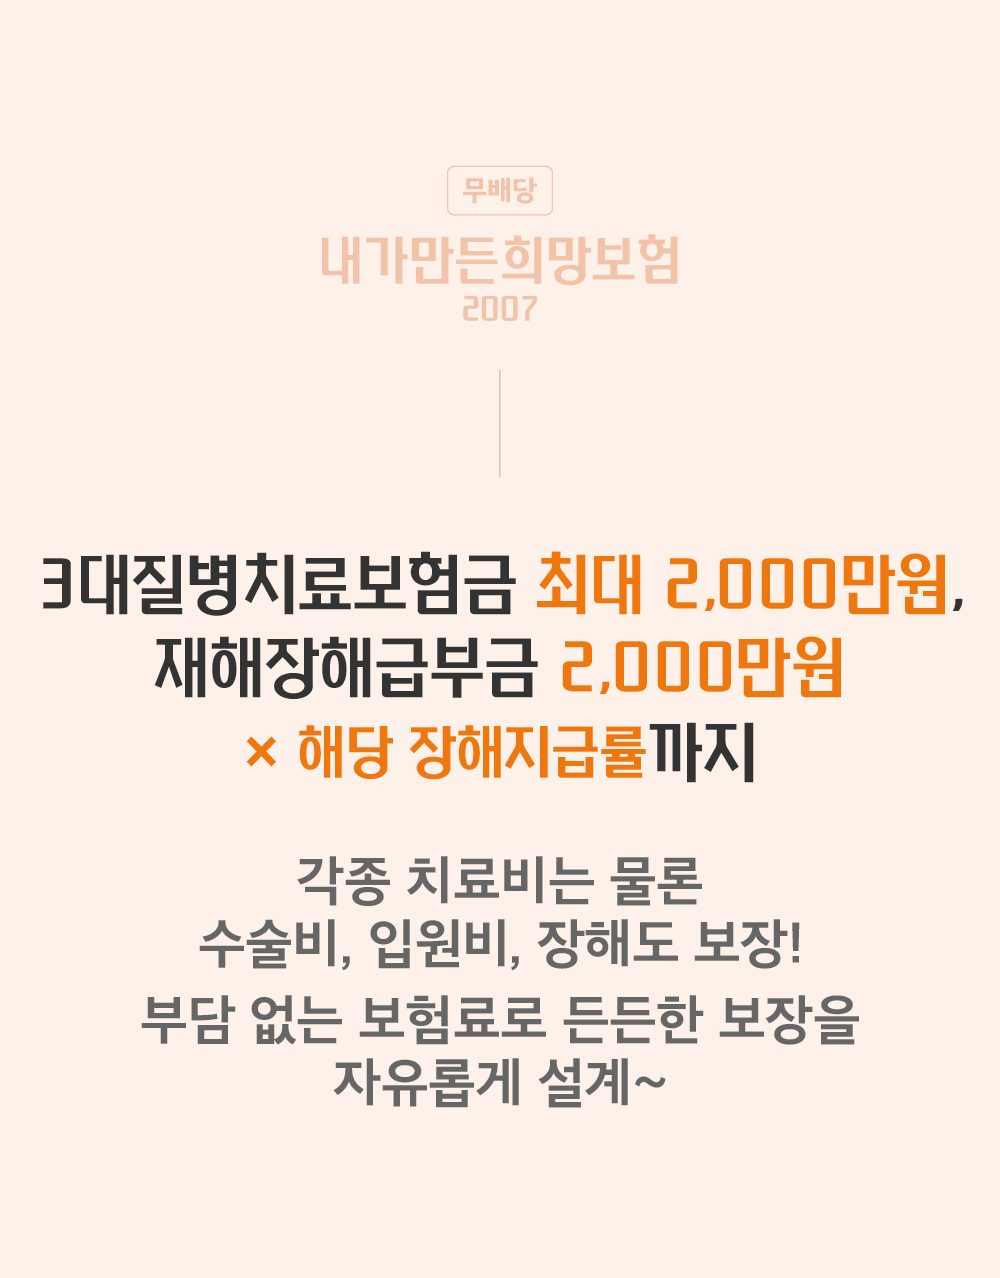 무배당
내가만든희망보험
2007
3대질병치료보험금 최대 2,000만원,
재해장해급부금 2,000만원
× 해당 장해지급률까지
각종 치료비는 물론
수술비, 입원비, 장해도 보장!
부담 없는 보험료로 든든한 보장을
자유롭게 설계~